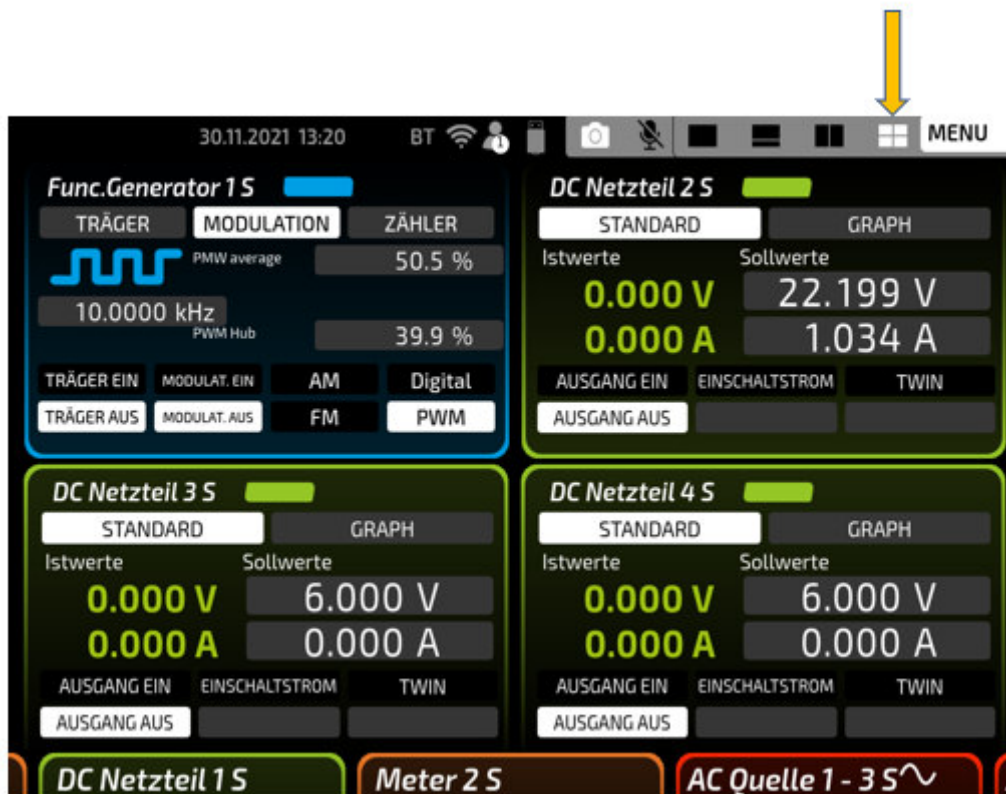 30.11.2021 13:20 BT 1 MENU
Func.Generator 1 S
TRÄGER MODULATION ZÄHLER
PMW average 50.5 %
10.0000 kHz
PWM Hub 39.9 %
TRÄGER EIN MODULAT. EIN AM Digital
TRÄGER AUS MODULAT. AUS FM PWM
DC Netzteil 2 S
STANDARD GRAPH
Istwerte Sollwerte
0.000 V 22.199 V
0.000 A 1.034 A
AUSGANG EIN EINSCHALTSTROM TWIN
AUSGANG AUS
DC Netzteil 3 S
STANDARD GRAPH
Istwerte Sollwerte
0.000 V 6.000 V
0.000 A 0.000 A
AUSGANG EIN EINSCHALTSTROM TWIN
AUSGANG AUS
DC Netzteil 4 S
STANDARD GRAPH
Istwerte Sollwerte
0.000 V 6.000 V
0.000 A 0.000 A
AUSGANG EIN EINSCHALTSTROM TWIN
AUSGANG AUS
DC Netzteil 1 S Meter 2 S AC Quelle 1 - 3 S